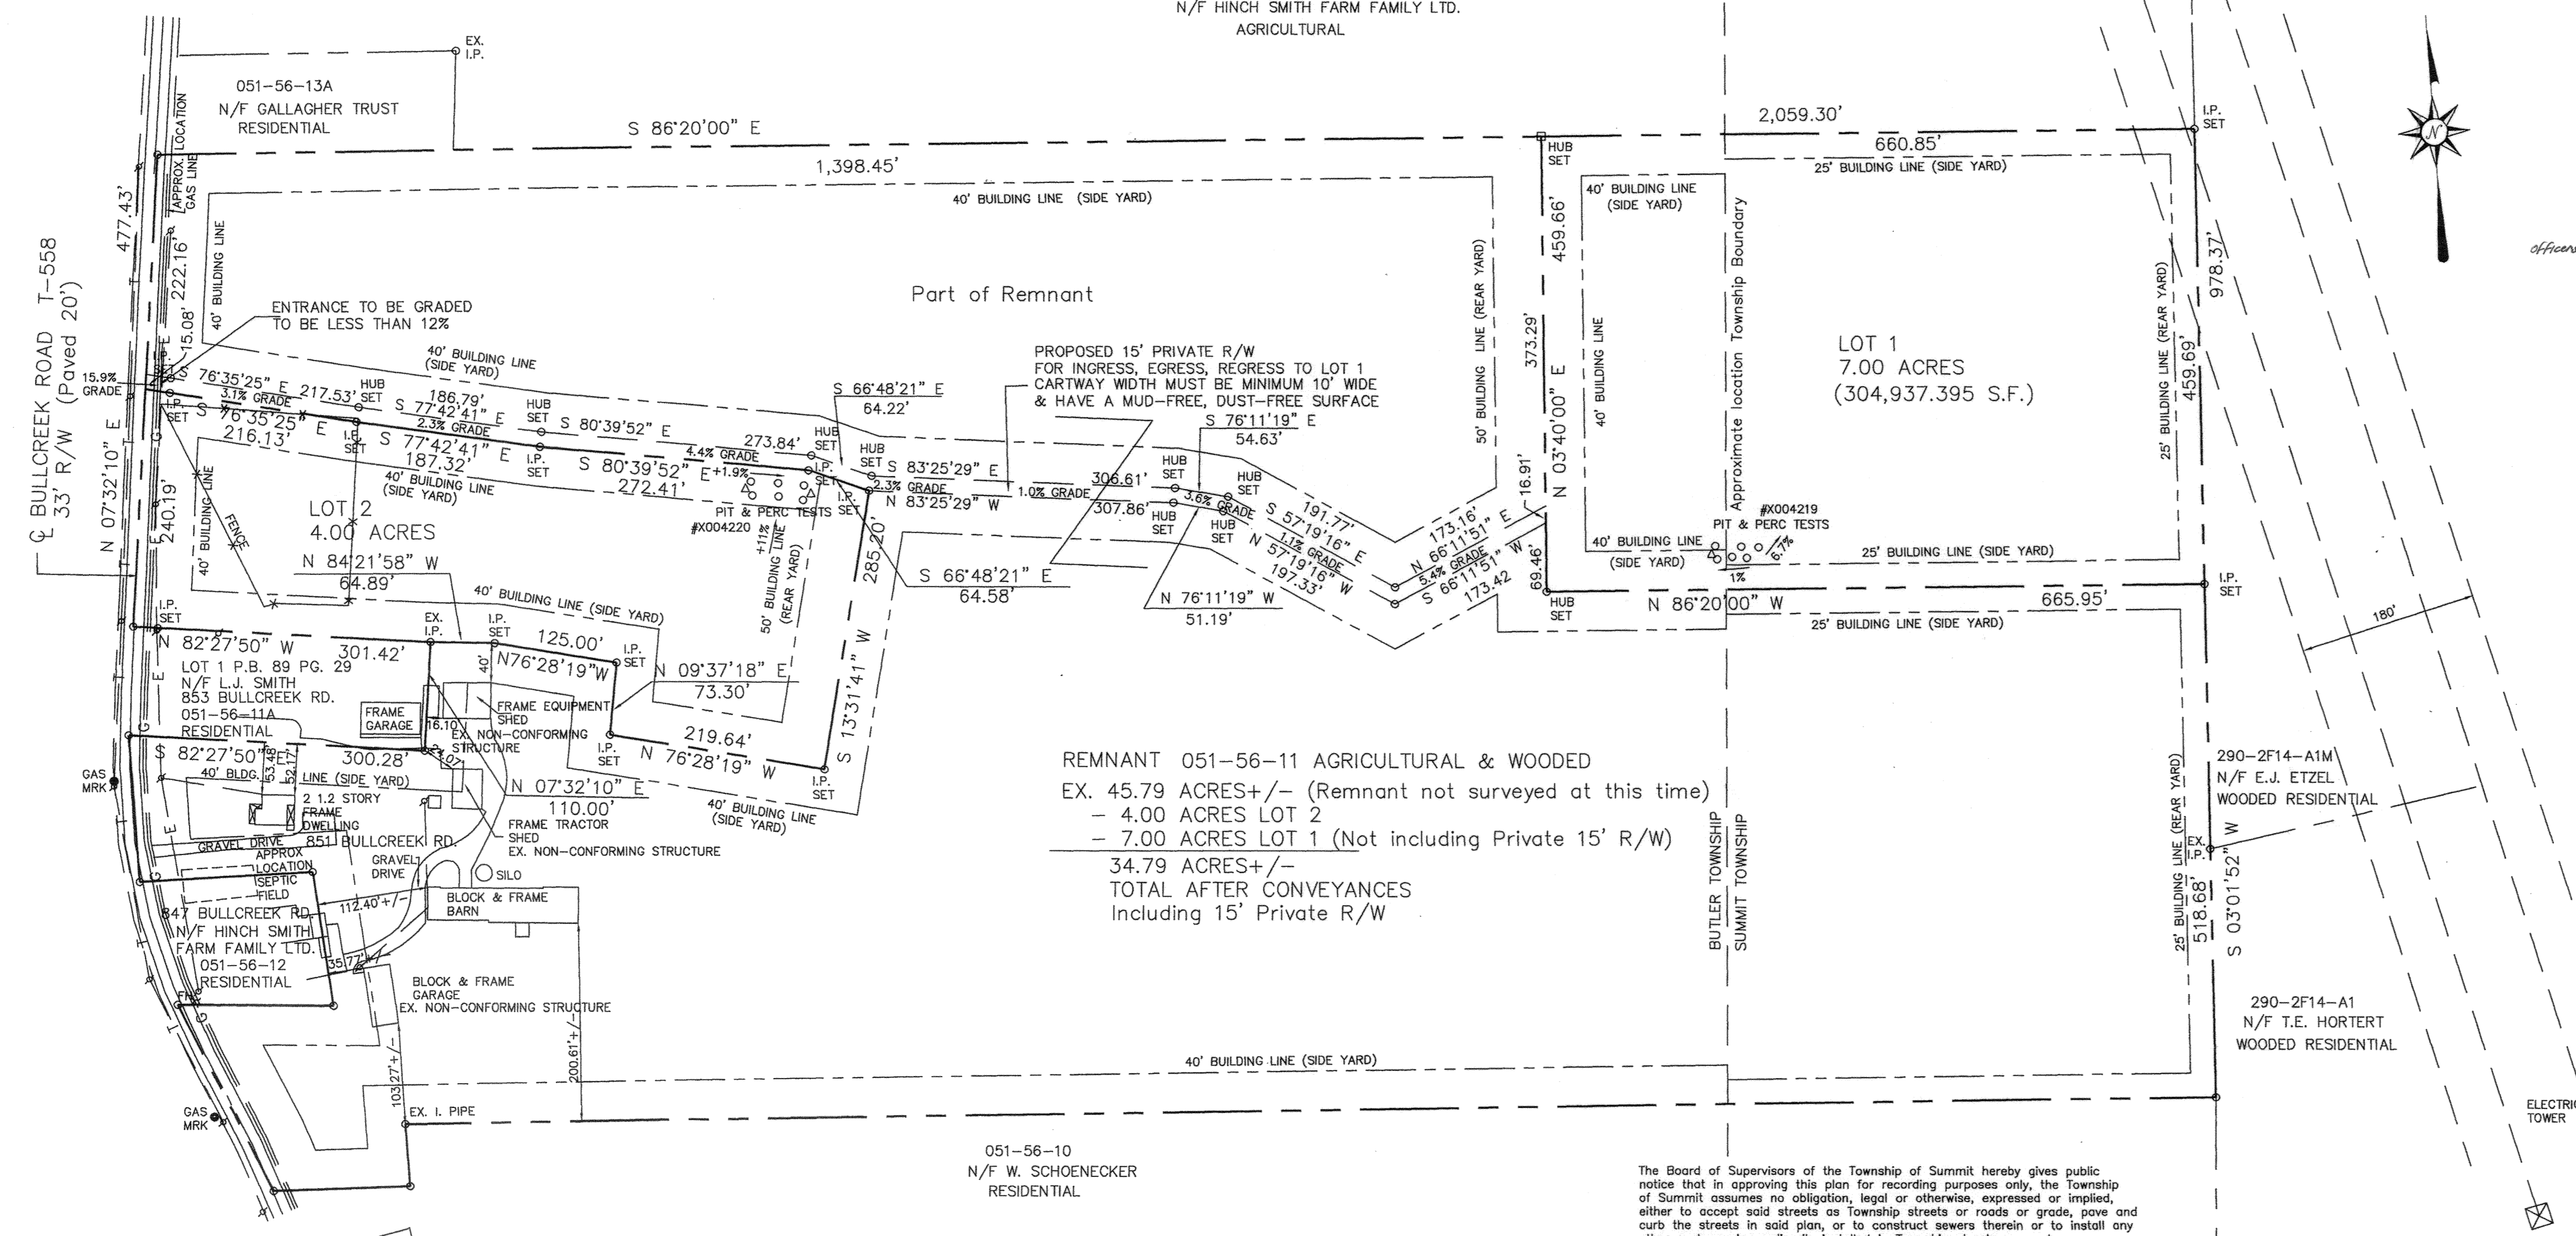 N/F HINCH SMITH FARM FAMILY LTD.
AGRICULTURAL
EX.
I.P.
051-56-13A
N/F GALLAGHER TRUST
RESIDENTIAL
APPROX. LOCATION
GAS LINE
S 86°20'00" E
2,059.30'
1,398.45'
660.85'
I.P.
SET
HUB
SET
25' BUILDING LINE (SIDE YARD)
40' BUILDING LINE (SIDE YARD)
40' BUILDING LINE
(SIDE YARD)
N
officers
477.43'
222.16'
15.08'
40' BUILDING LINE
℄ BULLCREEK ROAD T-558
33' R/W (Paved 20')
N 07°32'10" E
240.19'
ENTRANCE TO BE GRADED
TO BE LESS THAN 12%
15.9%
GRADE
Part of Remnant
50' BUILDING LINE (REAR YARD)
459.66'
373.29'
N 03°40'00" E
16.91'
69.46'
40' BUILDING LINE
Approximate location Township Boundary
LOT 1
7.00 ACRES
(304,937.395 S.F.)
25' BUILDING LINE (REAR YARD)
459.69'
978.37'
40' BUILDING LINE
(SIDE YARD)
PROPOSED 15' PRIVATE R/W
FOR INGRESS, EGRESS, REGRESS TO LOT 1
CARTWAY WIDTH MUST BE MINIMUM 10' WIDE
& HAVE A MUD-FREE, DUST-FREE SURFACE
S 76°35'25" E
217.53'
HUB
SET
3.1% GRADE
I.P.
SET
S 76°35'25" E
216.13'
186.79'
S 77°42'41" E
HUB
SET
2.3% GRADE
I.P.
SET
S 77°42'41" E
187.32'
I.P.
SET
S 80°39'52" E
273.84'
HUB
SET
4.4% GRADE
S 80°39'52" E
272.41'
+1.9%
I.P.
SET
S 66°48'21" E
64.22'
HUB
SET
I.P.
SET
S 83°25'29" E
306.61'
2.3% GRADE
1.0% GRADE
N 83°25'29" W
307.86'
HUB
SET
HUB
SET
S 76°11'19" E
54.63'
HUB
SET
3.6% GRADE
HUB
SET
S 57°19'16" E
191.77'
1.1% GRADE
N 57°19'16" W
197.33'
173.16'
N 66°11'51" E
5.4% GRADE
S 66°11'51" W
173.42
40' BUILDING LINE
(SIDE YARD)
PIT & PERC TESTS
#X004220
+11%
50' BUILDING LINE
(REAR YARD)
285.20'
S 13°31'41" W
S 66°48'21" E
64.58'
N 76°11'19" W
51.19'
#X004219
PIT & PERC TESTS
6.7%
1%
40' BUILDING LINE
(SIDE YARD)
25' BUILDING LINE (SIDE YARD)
I.P.
SET
HUB
SET
N 86°20'00" W
665.95'
25' BUILDING LINE (SIDE YARD)
180'
LOT 2
4.00 ACRES
40' BUILDING LINE
FENCE
N 84°21'58" W
64.89'
40' BUILDING LINE (SIDE YARD)
I.P.
SET
EX.
I.P.
I.P.
SET
125.00'
N76°28'19"W
I.P.
SET
N 82°27'50" W
301.42'
LOT 1 P.B. 89 PG. 29
N/F L.J. SMITH
853 BULLCREEK RD.
051-56-11A
RESIDENTIAL
40'
N 09°37'18" E
73.30'
FRAME
GARAGE
16.10
FRAME EQUIPMENT
SHED
EX. NON-CONFORMING
STRUCTURE
219.64'
I.P.
SET
N 76°28'19" W
I.P.
SET
40' BUILDING LINE
(SIDE YARD)
S 82°27'50"
300.28'
53.48
52.17'
40' BLDG.
LINE (SIDE YARD)
N 07°32'10" E
110.00'
GAS
MRK
2 1.2 STORY
FRAME
DWELLING
851 BULLCREEK RD.
FRAME TRACTOR
SHED
EX. NON-CONFORMING STRUCTURE
GRAVEL DRIVE
APPROX
LOCATION
SEPTIC
FIELD
GRAVEL
DRIVE
SILO
BLOCK & FRAME
BARN
112.40'+/-
847 BULLCREEK RD.
N/F HINCH SMITH
FARM FAMILY LTD.
051-56-12
RESIDENTIAL
35.77'+/-
FH
BLOCK & FRAME
GARAGE
EX. NON-CONFORMING STRUCTURE
103.27'+/-
200.61'+/-
REMNANT 051-56-11 AGRICULTURAL & WOODED
EX. 45.79 ACRES+/- (Remnant not surveyed at this time)
- 4.00 ACRES LOT 2
- 7.00 ACRES LOT 1 (Not including Private 15' R/W)
34.79 ACRES+/-
TOTAL AFTER CONVEYANCES
Including 15' Private R/W
BUTLER TOWNSHIP
SUMMIT TOWNSHIP
290-2F14-A1M
N/F E.J. ETZEL
WOODED RESIDENTIAL
EX.
I.P.
25' BUILDING LINE (REAR YARD)
518.68'
S 03°01'52" W
290-2F14-A1
N/F T.E. HORTERT
WOODED RESIDENTIAL
40' BUILDING LINE (SIDE YARD)
GAS
MRK
EX. I. PIPE
ELECTRIC
TOWER
051-56-10
N/F W. SCHOENECKER
RESIDENTIAL
The Board of Supervisors of the Township of Summit hereby gives public
notice that in approving this plan for recording purposes only, the Township
of Summit assumes no obligation, legal or otherwise, expressed or implied,
either to accept said streets as Township streets or roads or grade, pave and
curb the streets in said plan, or to construct sewers therein or to install any